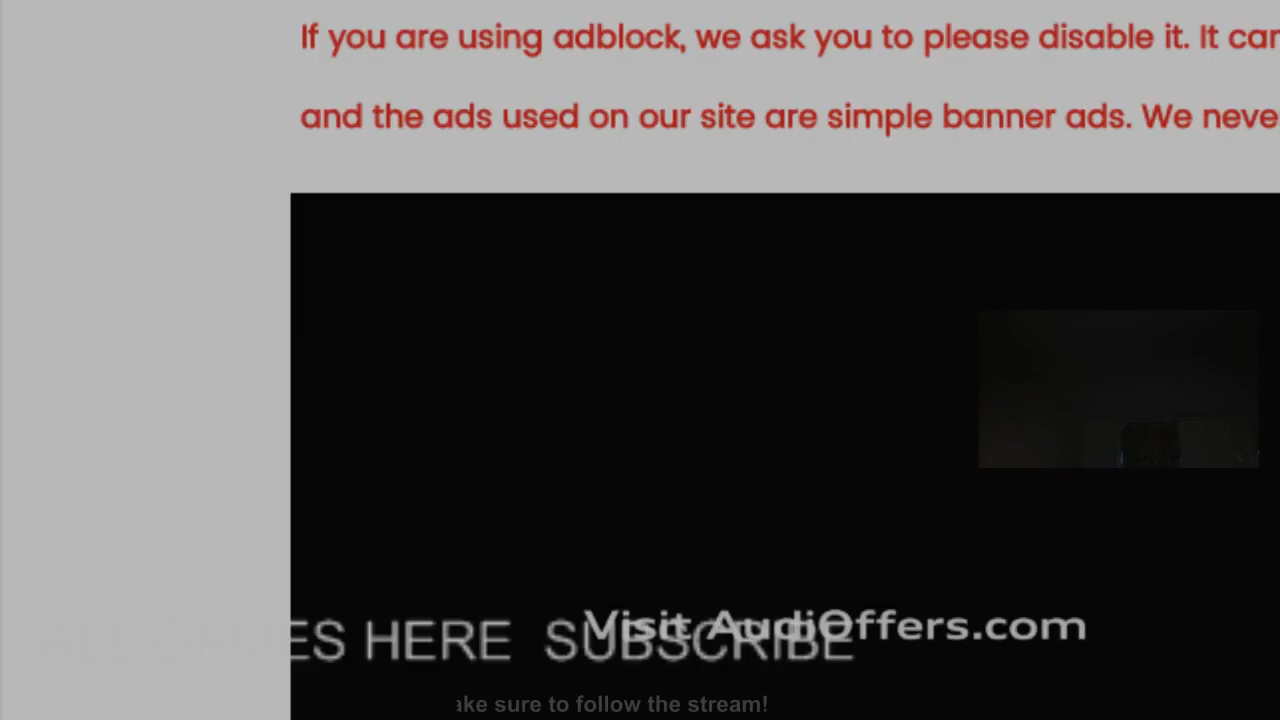 If you are using adblock, we ask you to please disable it. It can
and the ads used on our site are simple banner ads. We neve
Visit AudiOffers.com
ES HERE SUBSCRIBE
ake sure to follow the stream!